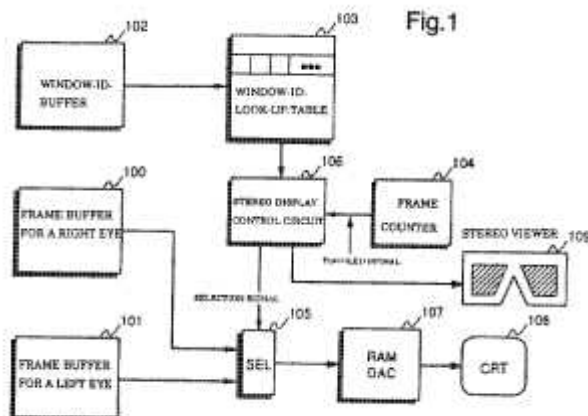 Fig.1
102
WINDOW-ID-
BUFFER
103
WINDOW-ID-
LOOK-UP-TABLE
100
FRAME BUFFER
FOR A RIGHT EYE
106
STEREO DISPLAY
CONTROL CIRCUIT
104
FRAME
COUNTER
STEREO VIEWER
109
SELECTION SIGNAL
101
FRAME BUFFER
FOR A LEFT EYE
105
SEL
107
RAM
DAC
108
CRT